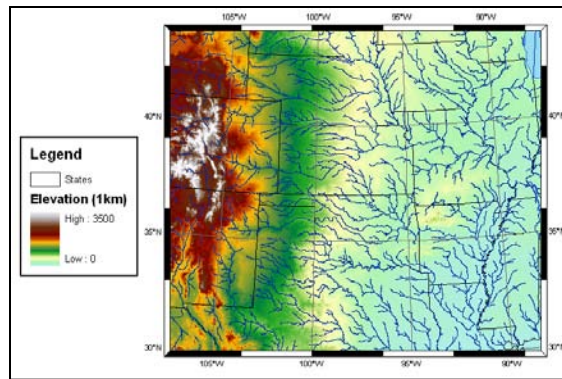 105°W 100°W 95°W 90°W
40°N 40°N
35°N 35°N
30°N 30°N
105°W 100°W 95°W 90°W
Legend
States
Elevation (1km)
High : 3500
Low : 0